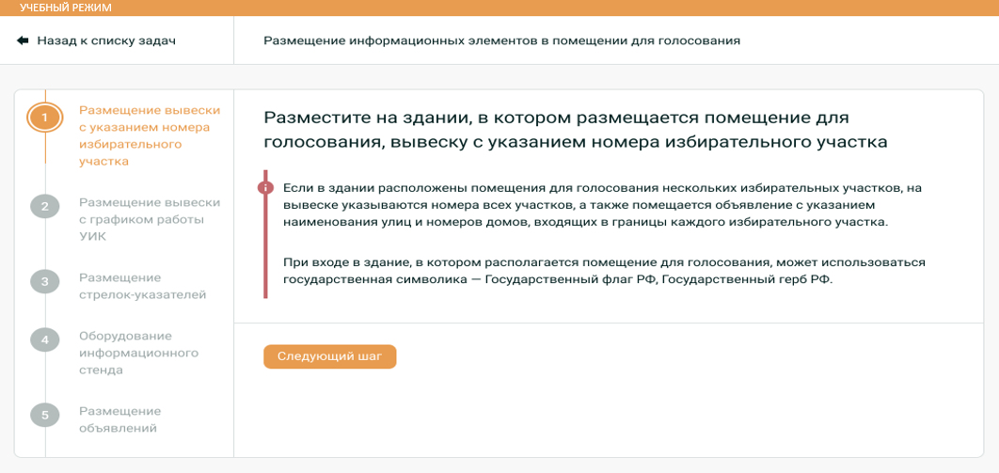 УЧЕБНЫЙ РЕЖИМ
Назад к списку задач
Размещение информационных элементов в помещении для голосования
1
Размещение вывески
с указанием номера
избирательного
участка
2
Размещение вывески
с графиком работы
УИК
3
Размещение
стрелок-указателей
4
Оборудование
информационного
стенда
5
Размещение
объявлений
Разместите на здании, в котором размещается помещение для
голосования, вывеску с указанием номера избирательного участка
Если в здании расположены помещения для голосования нескольких избирательных участков, на
вывеске указываются номера всех участков, а также помещается объявление с указанием
наименования улиц и номеров домов, входящих в границы каждого избирательного участка.
При входе в здание, в котором располагается помещение для голосования, может использоваться
государственная символика — Государственный флаг РФ, Государственный герб РФ.
Следующий шаг